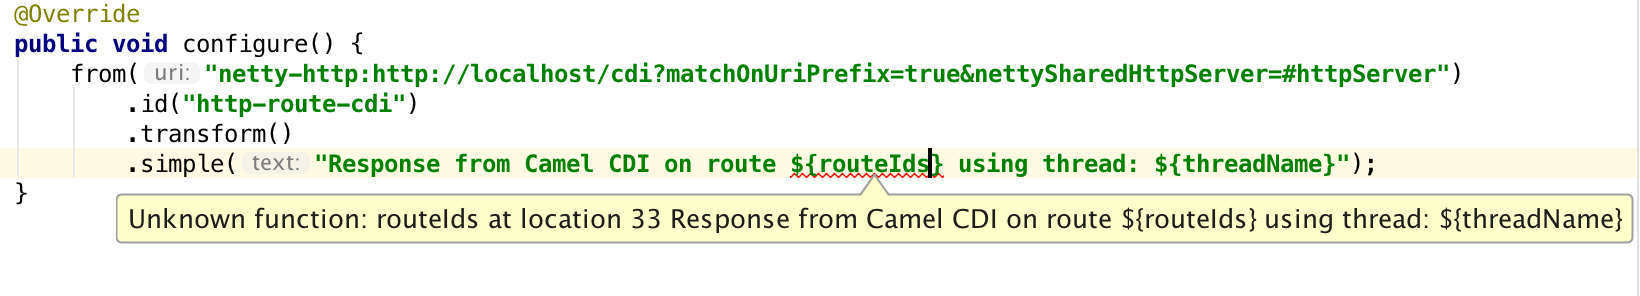 @Override
public void configure() {
from( uri: "netty-http:http://localhost/cdi?matchOnUriPrefix=true&nettySharedHttpServer=#httpServer")
.id("http-route-cdi")
.transform()
.simple( text: "Response from Camel CDI on route ${routeIds} using thread: ${threadName}");
}
Unknown function: routeIds at location 33 Response from Camel CDI on route ${routeIds} using thread: ${threadName}